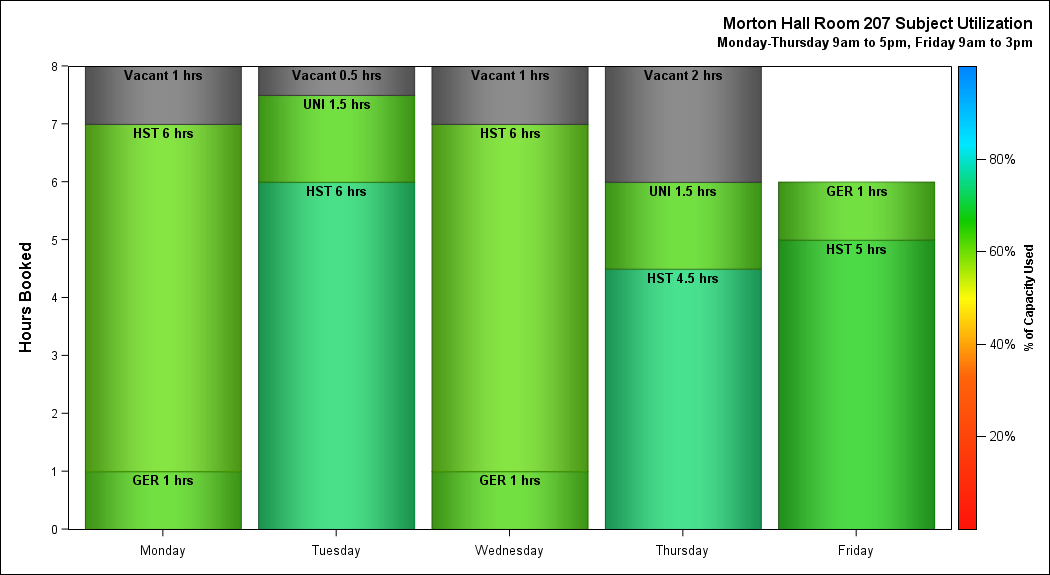 Morton Hall Room 207 Subject Utilization
Monday-Thursday 9am to 5pm, Friday 9am to 3pm
Hours Booked
8
7
6
5
4
3
2
1
0
Vacant 1 hrs
HST 6 hrs
GER 1 hrs
Vacant 0.5 hrs
UNI 1.5 hrs
HST 6 hrs
Vacant 1 hrs
HST 6 hrs
GER 1 hrs
Vacant 2 hrs
UNI 1.5 hrs
HST 4.5 hrs
GER 1 hrs
HST 5 hrs
Monday
Tuesday
Wednesday
Thursday
Friday
80%
60%
40%
20%
% of Capacity Used